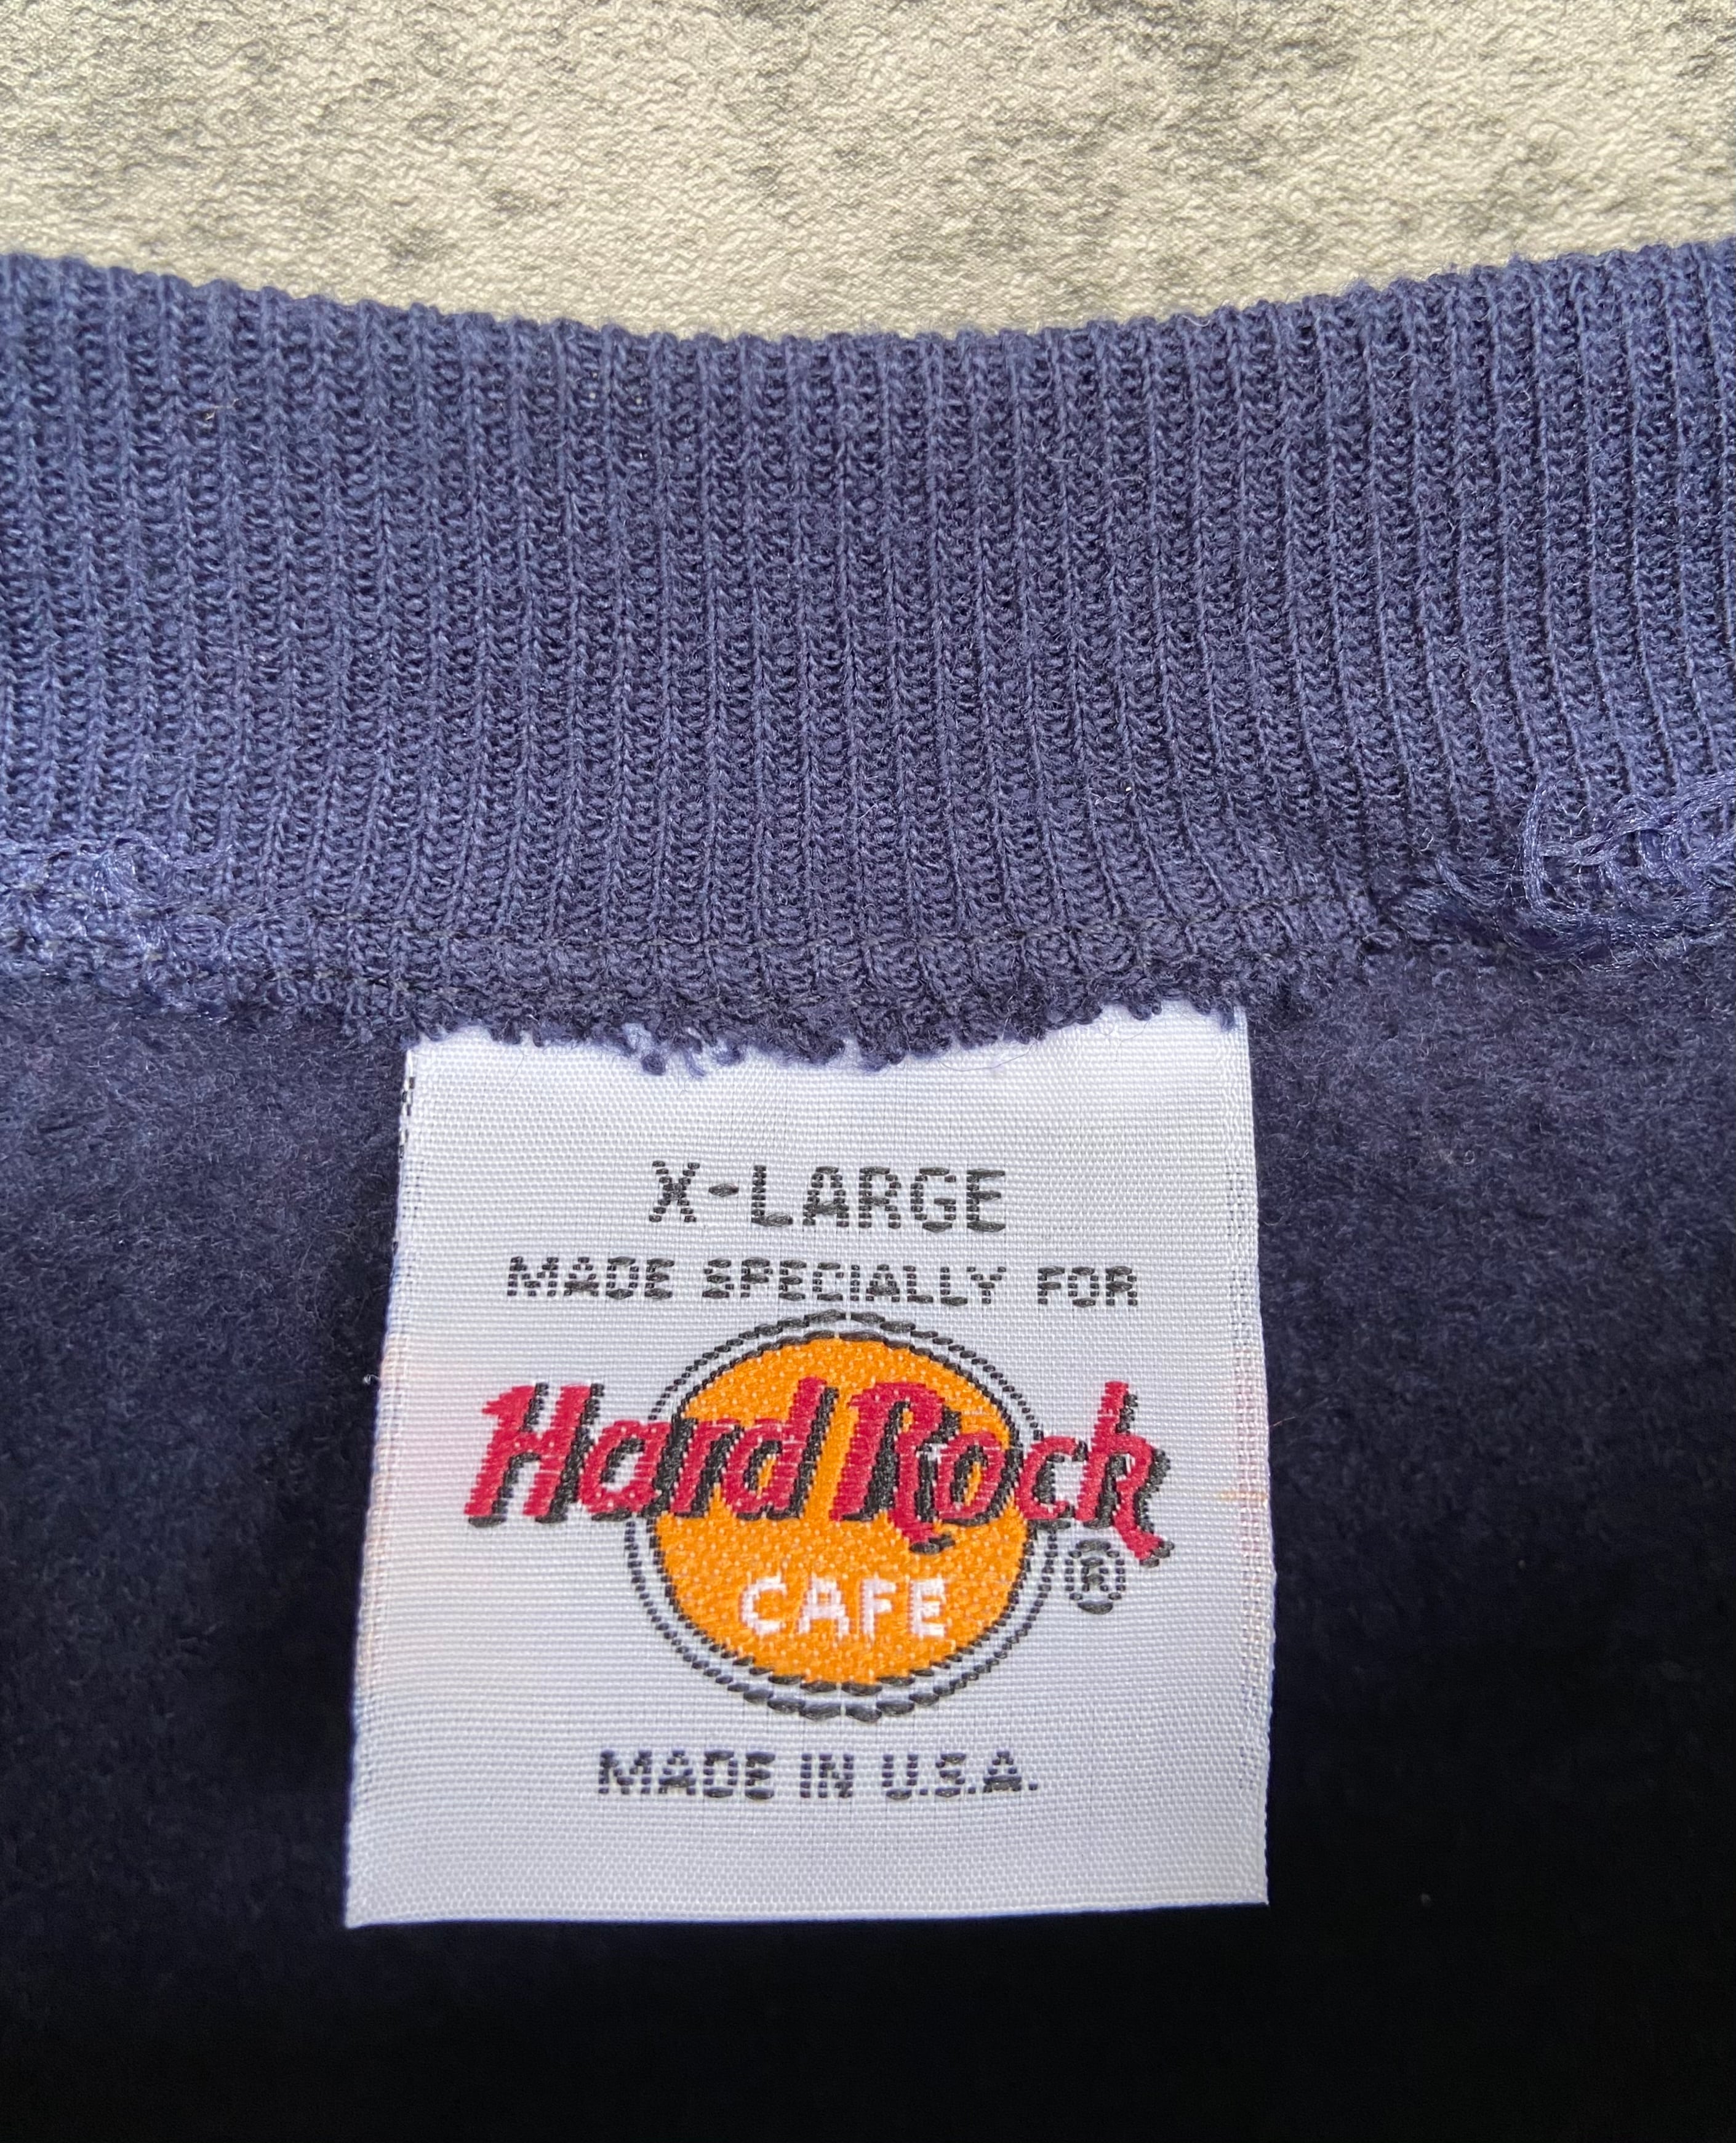 X-LARGE
MADE SPECIALLY FOR
Hard Rock
CAFE ®
MADE IN U.S.A.